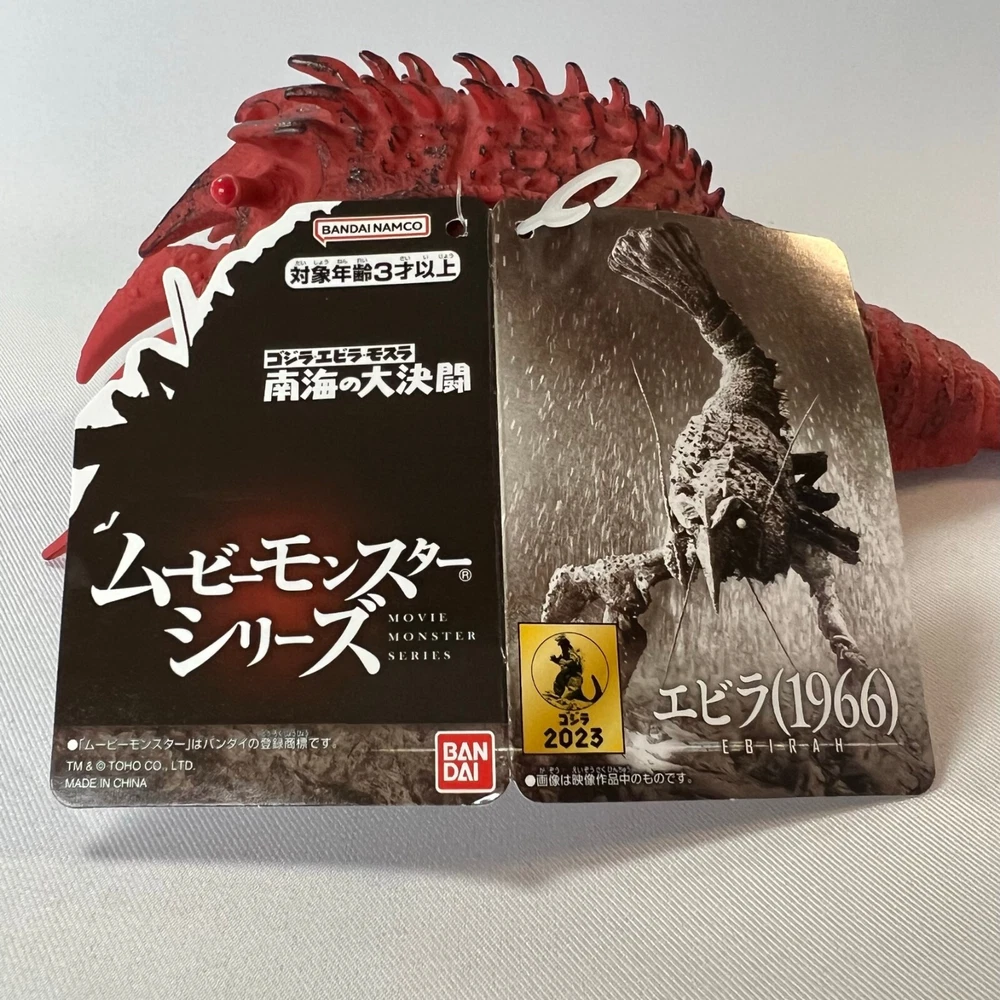 BANDAI NAMCO
対象年齢3才以上
ゴジラ・エビラ・モスラ
南海の大決闘
ムービーモンスター®
シリーズ
MOVIE
MONSTER
SERIES
●「ムービーモンスター」はバンダイの登録商標です。
TM & © TOHO CO., LTD.
MADE IN CHINA
BAN
DAI
ゴジラ
2023
エビラ(1966)
EBIRAH
●画像は映像作品中のものです。